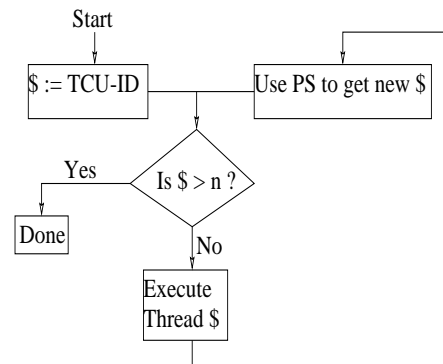 Start
$ := TCU-ID
Use PS to get new $
Is $ > n ?
Yes
Done
No
Execute
Thread $